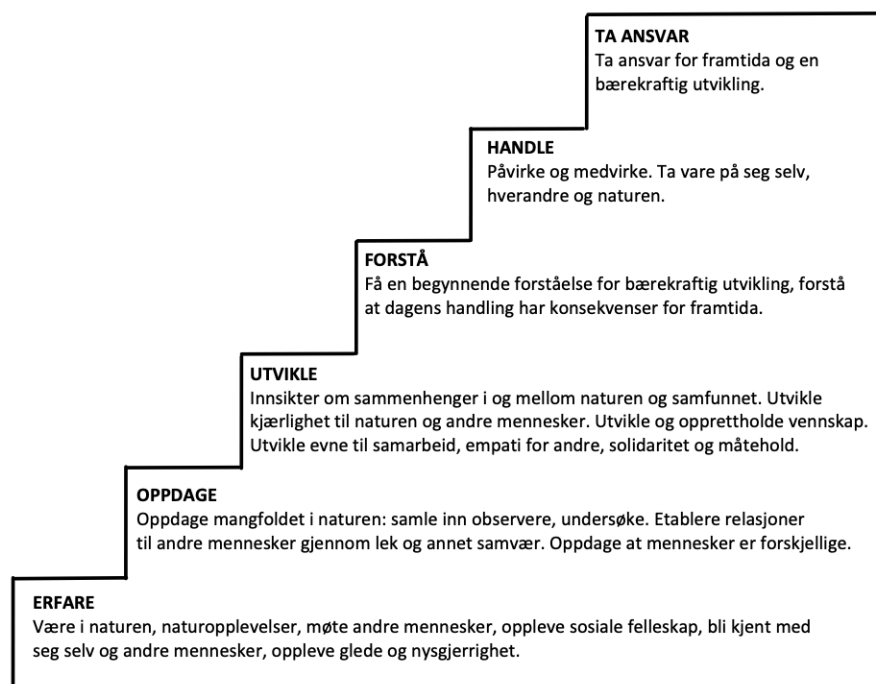 TA ANSVAR
Ta ansvar for framtida og en
bærekraftig utvikling.
HANDLE
Påvirke og medvirke. Ta vare på seg selv,
hverandre og naturen.
FORSTÅ
Få en begynnende forståelse for bærekraftig utvikling, forstå
at dagens handling har konsekvenser for framtida.
UTVIKLE
Innsikter om sammenhenger i og mellom naturen og samfunnet. Utvikle
kjærlighet til naturen og andre mennesker. Utvikle og opprettholde vennskap.
Utvikle evne til samarbeid, empati for andre, solidaritet og måtehold.
OPPDAGE
Oppdage mangfoldet i naturen: samle inn observere, undersøke. Etablere relasjoner
til andre mennesker gjennom lek og annet samvær. Oppdage at mennesker er forskjellige.
ERFARE
Være i naturen, naturopplevelser, møte andre mennesker, oppleve sosiale felleskap, bli kjent med
seg selv og andre mennesker, oppleve glede og nysgjerrighet.